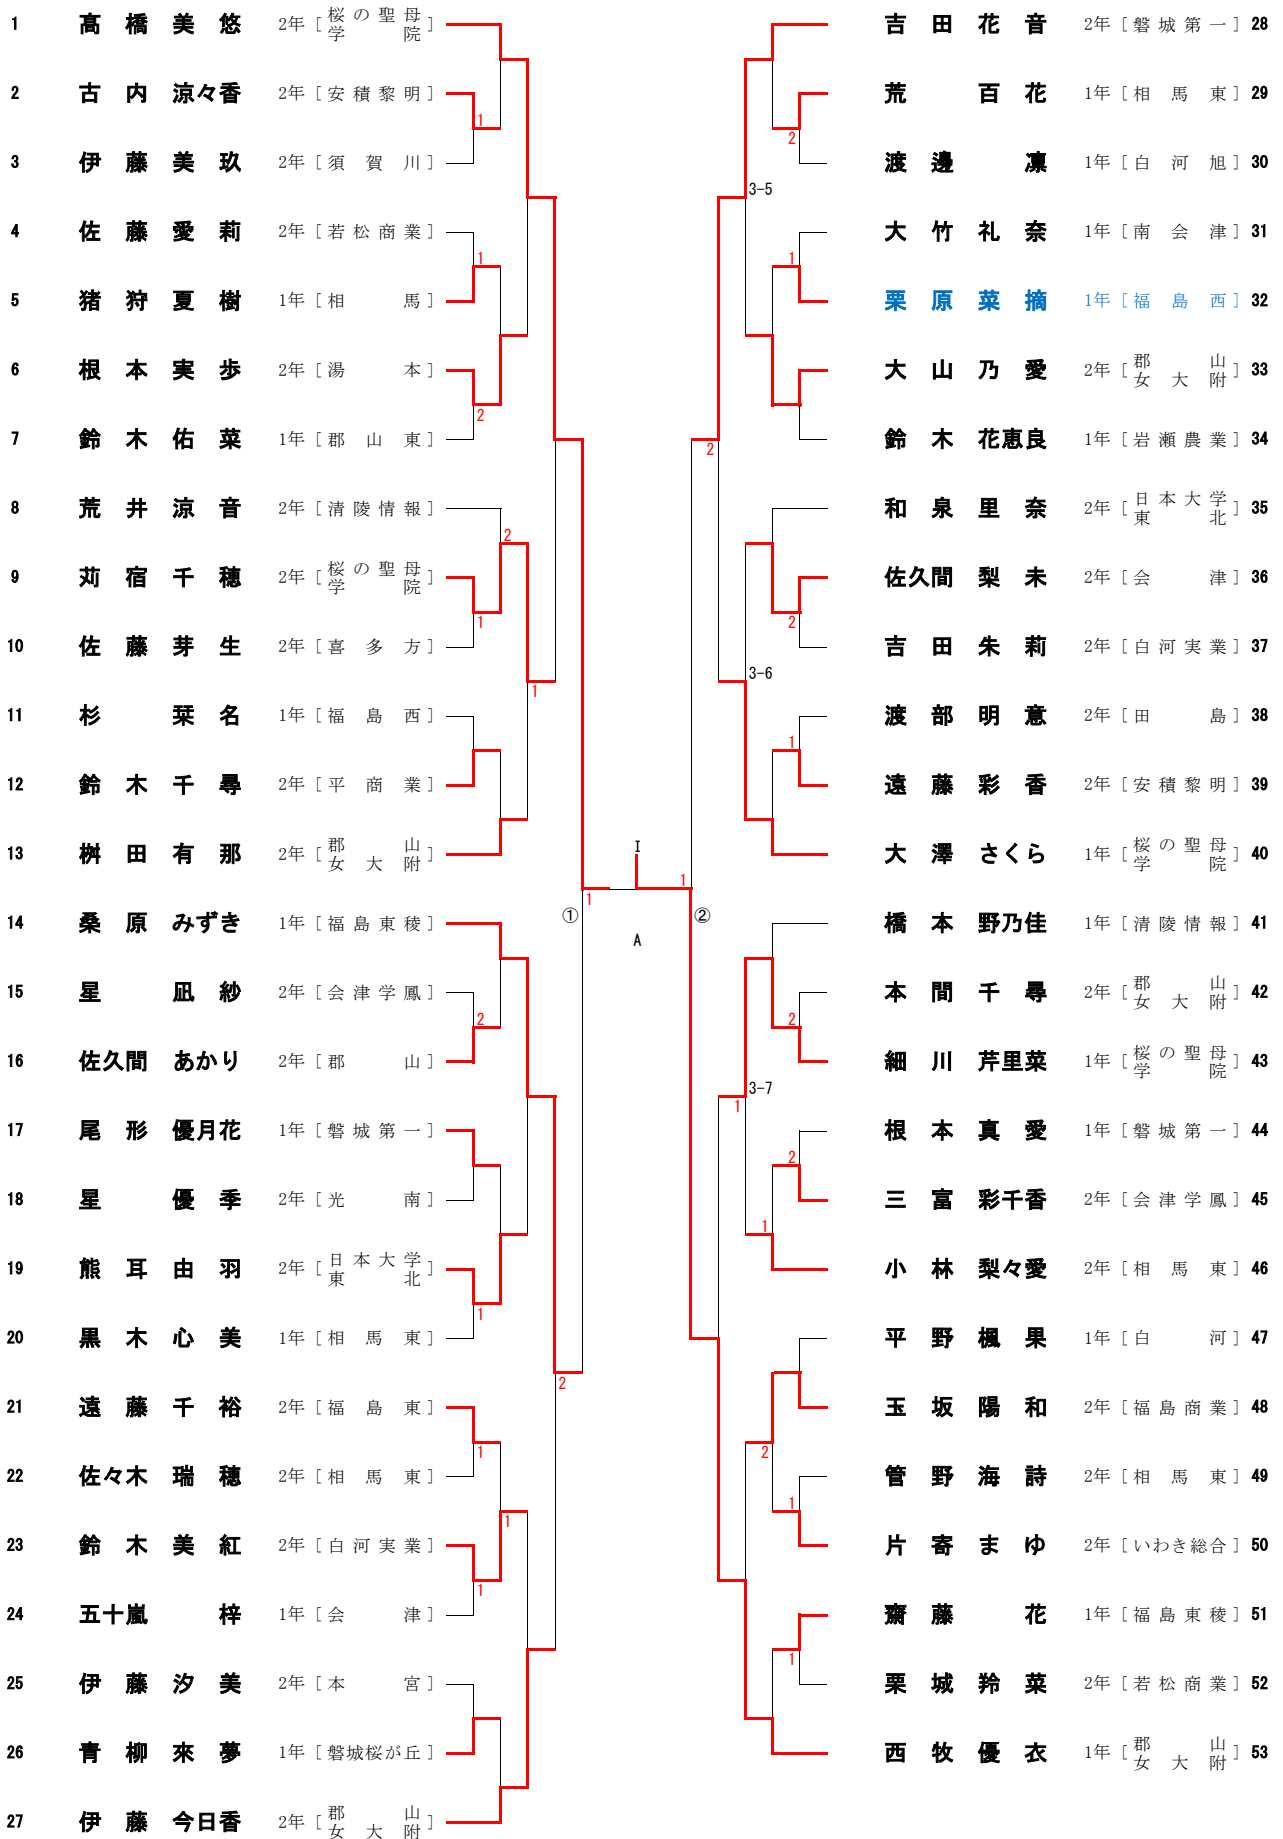 1 髙橋美悠 2年［桜の聖母学院］
2 古内涼々香 2年［安積黎明］
1
3 伊藤美玖 2年［須賀川］
4 佐藤愛莉 2年［若松商業］
1
5 猪狩夏樹 1年［相馬］
6 根本実歩 2年［湯本］
2
7 鈴木佑菜 1年［郡山東］
8 荒井涼音 2年［清陵情報］
2
9 苅宿千穂 2年［桜の聖母学院］
1
10 佐藤芽生 2年［喜多方］
1
11 杉栞名 1年［福島西］
12 鈴木千尋 2年［平商業］
13 桝田有那 2年［郡山女大附］
1
①
14 桑原みずき 1年［福島東稜］
15 星凪紗 2年［会津学鳳］
2
16 佐久間あかり 2年［郡山］
17 尾形優月花 1年［磐城第一］
18 星優季 2年［光南］
19 熊耳由羽 2年［日本大学東北］
1
20 黒木心美 1年［相馬東］
2
21 遠藤千裕 2年［福島東］
1
22 佐々木瑞穂 2年［相馬東］
1
23 鈴木美紅 2年［白河実業］
1
24 五十嵐梓 1年［会津］
25 伊藤汐美 2年［本宮］
26 青柳來夢 1年［磐城桜が丘］
27 伊藤今日香 2年［郡山女大附］
I
A
吉田花音 2年［磐城第一］28
荒百花 1年［相馬東］29
2
渡邊凛 1年［白河旭］30
3-5
大竹礼奈 1年［南会津］31
1
栗原菜摘 1年［福島西］32
大山乃愛 2年［郡山女大附］33
鈴木花恵良 1年［岩瀬農業］34
2
和泉里奈 2年［日本大学東北］35
佐久間梨未 2年［会津］36
2
吉田朱莉 2年［白河実業］37
3-6
渡部明意 2年［田島］38
1
遠藤彩香 2年［安積黎明］39
大澤さくら 1年［桜の聖母学院］40
1
②
橋本野乃佳 1年［清陵情報］41
本間千尋 2年［郡山女大附］42
2
細川芹里菜 1年［桜の聖母学院］43
3-7
1
根本真愛 1年［磐城第一］44
2
三富彩千香 2年［会津学鳳］45
1
小林梨々愛 2年［相馬東］46
平野楓果 1年［白河］47
玉坂陽和 2年［福島商業］48
2
管野海詩 2年［相馬東］49
1
片寄まゆ 2年［いわき総合］50
齋藤花 1年［福島東稜］51
1
栗城羚菜 2年［若松商業］52
西牧優衣 1年［郡山女大附］53